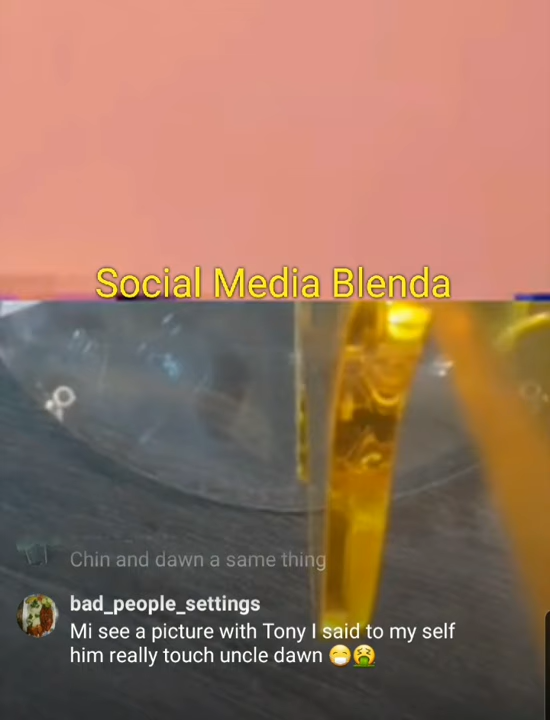 Social Media Blenda
Chin and dawn a same thing
bad_people_settings
Mi see a picture with Tony I said to my self
him really touch uncle dawn 😷🤮